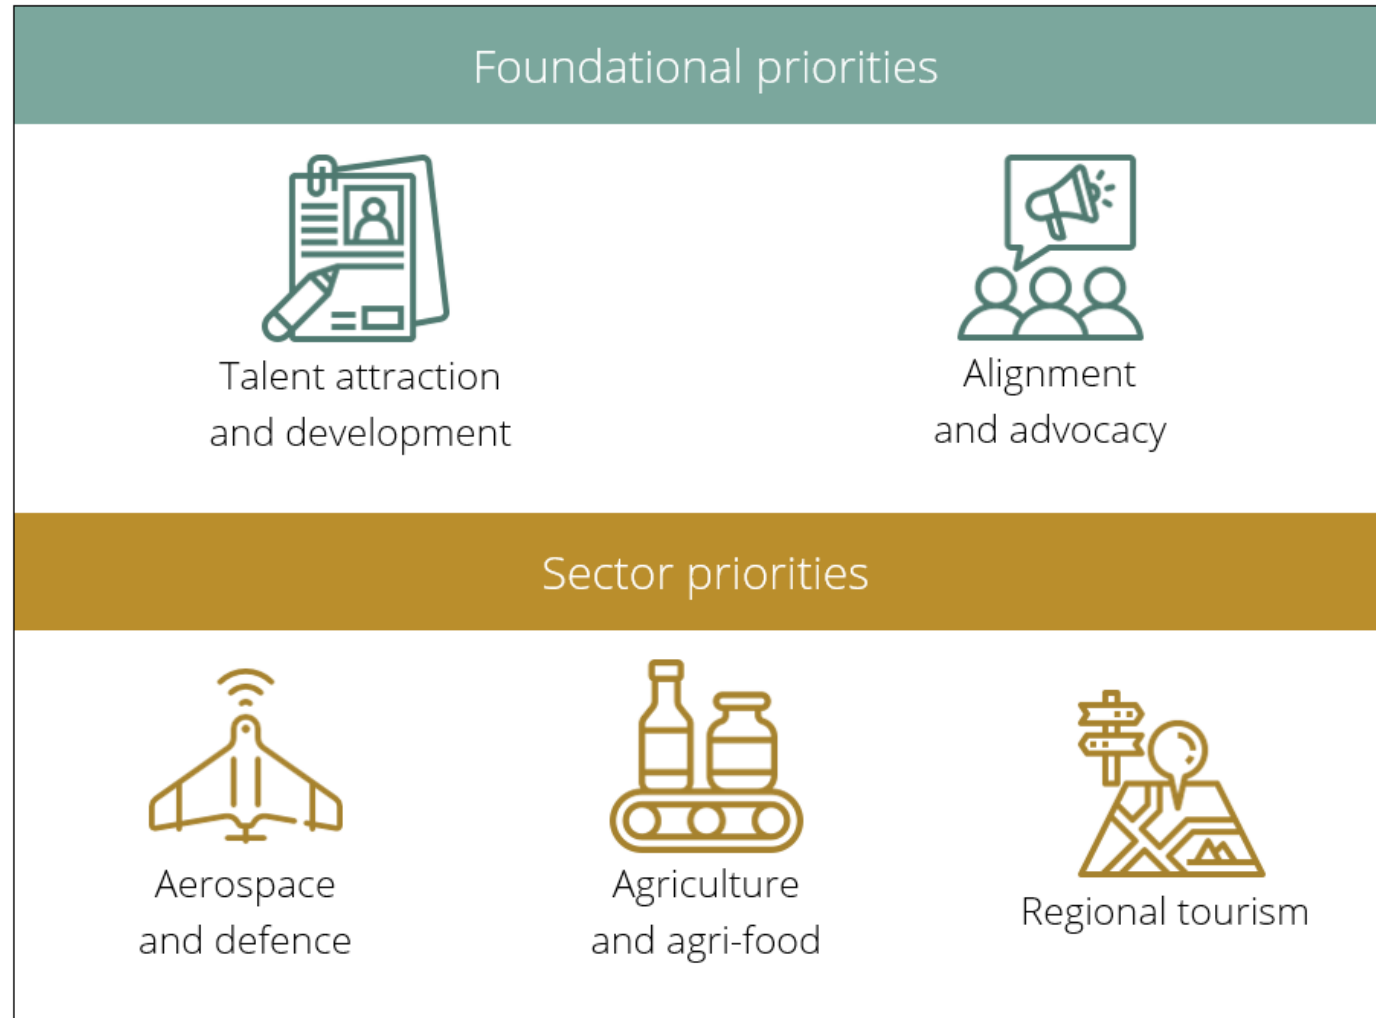 Foundational priorities
Talent attraction
and development
Alignment
and advocacy
Sector priorities
Aerospace
and defence
Agriculture
and agri-food
Regional tourism